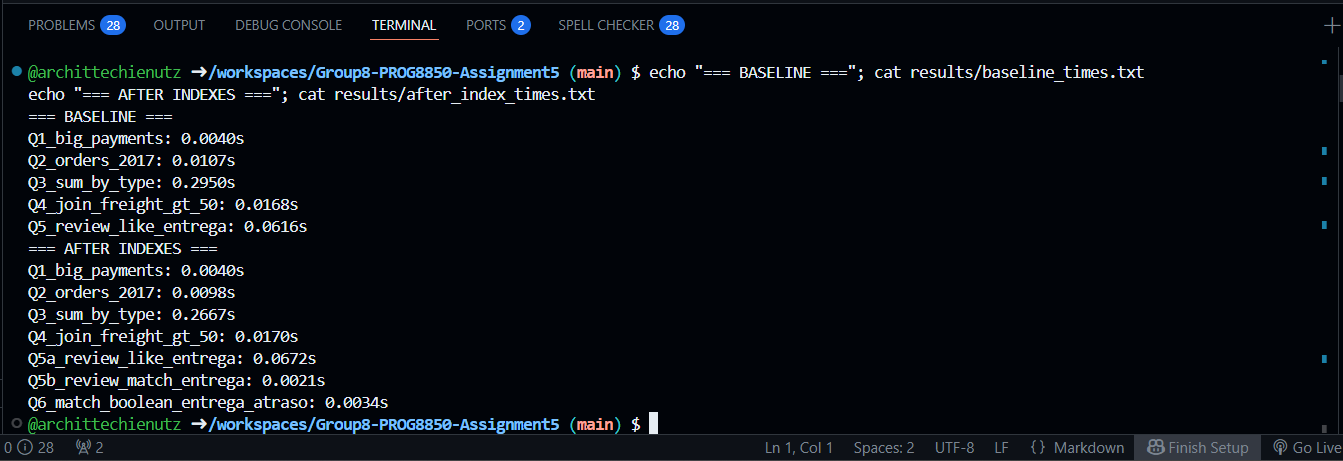 PROBLEMS 28 OUTPUT DEBUG CONSOLE TERMINAL PORTS 2 SPELL CHECKER 28
@archittechienutz ➜/workspaces/Group8-PROG8850-Assignment5 (main) $ echo "=== BASELINE ==="; cat results/baseline_times.txt
echo "=== AFTER INDEXES ==="; cat results/after_index_times.txt
=== BASELINE ===
Q1_big_payments: 0.0040s
Q2_orders_2017: 0.0107s
Q3_sum_by_type: 0.2950s
Q4_join_freight_gt_50: 0.0168s
Q5_review_like_entrega: 0.0616s
=== AFTER INDEXES ===
Q1_big_payments: 0.0040s
Q2_orders_2017: 0.0098s
Q3_sum_by_type: 0.2667s
Q4_join_freight_gt_50: 0.0170s
Q5a_review_like_entrega: 0.0672s
Q5b_review_match_entrega: 0.0021s
Q6_match_boolean_entrega_atraso: 0.0034s
@archittechienutz ➜/workspaces/Group8-PROG8850-Assignment5 (main) $
0 28 2 Ln 1, Col 1 Spaces: 2 UTF-8 LF {} Markdown Finish Setup Go Live